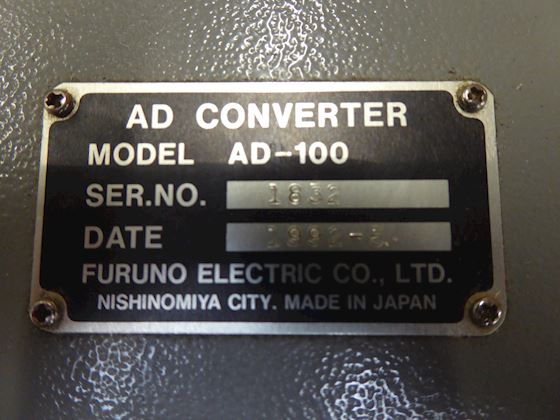 AD CONVERTER
MODEL AD-100
SER.NO. 1832
DATE
FURUNO ELECTRIC CO., LTD.
NISHINOMIYA CITY. MADE IN JAPAN